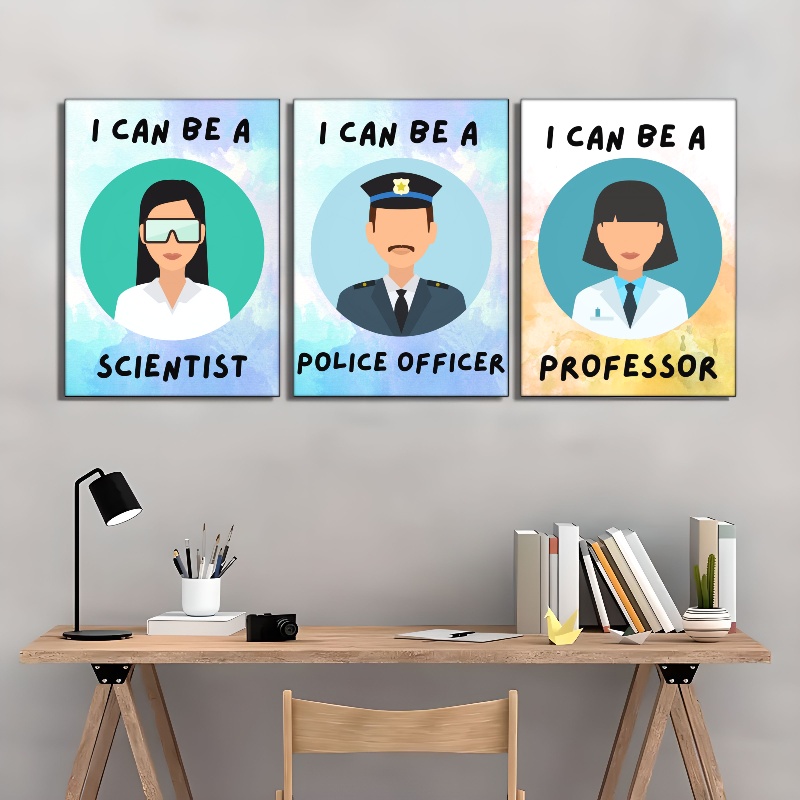 I CAN BE A
SCIENTIST
I CAN BE A
POLICE OFFICER
I CAN BE A
PROFESSOR